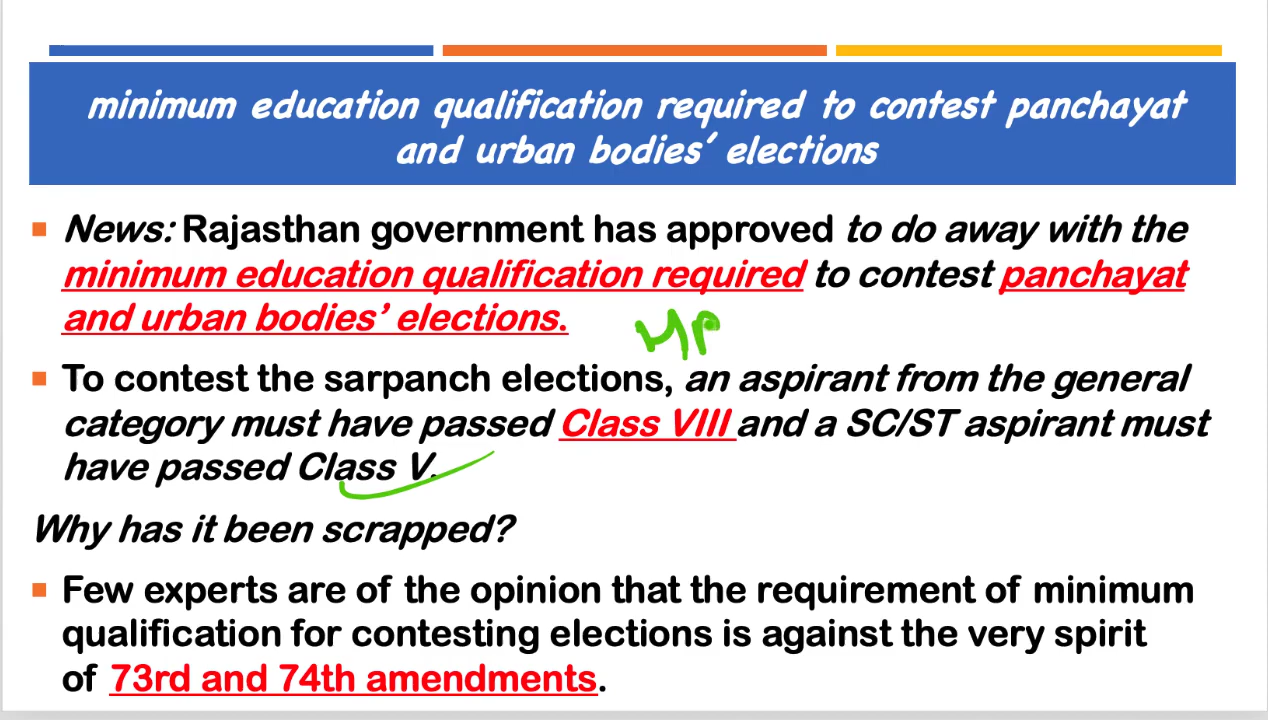 minimum education qualification required to contest panchayat
and urban bodies' elections
News: Rajasthan government has approved to do away with the
minimum education qualification required to contest panchayat
and urban bodies' elections.
MP
To contest the sarpanch elections, an aspirant from the general
category must have passed Class VIII and a SC/ST aspirant must
have passed Class V.
Why has it been scrapped?
Few experts are of the opinion that the requirement of minimum
qualification for contesting elections is against the very spirit
of 73rd and 74th amendments.